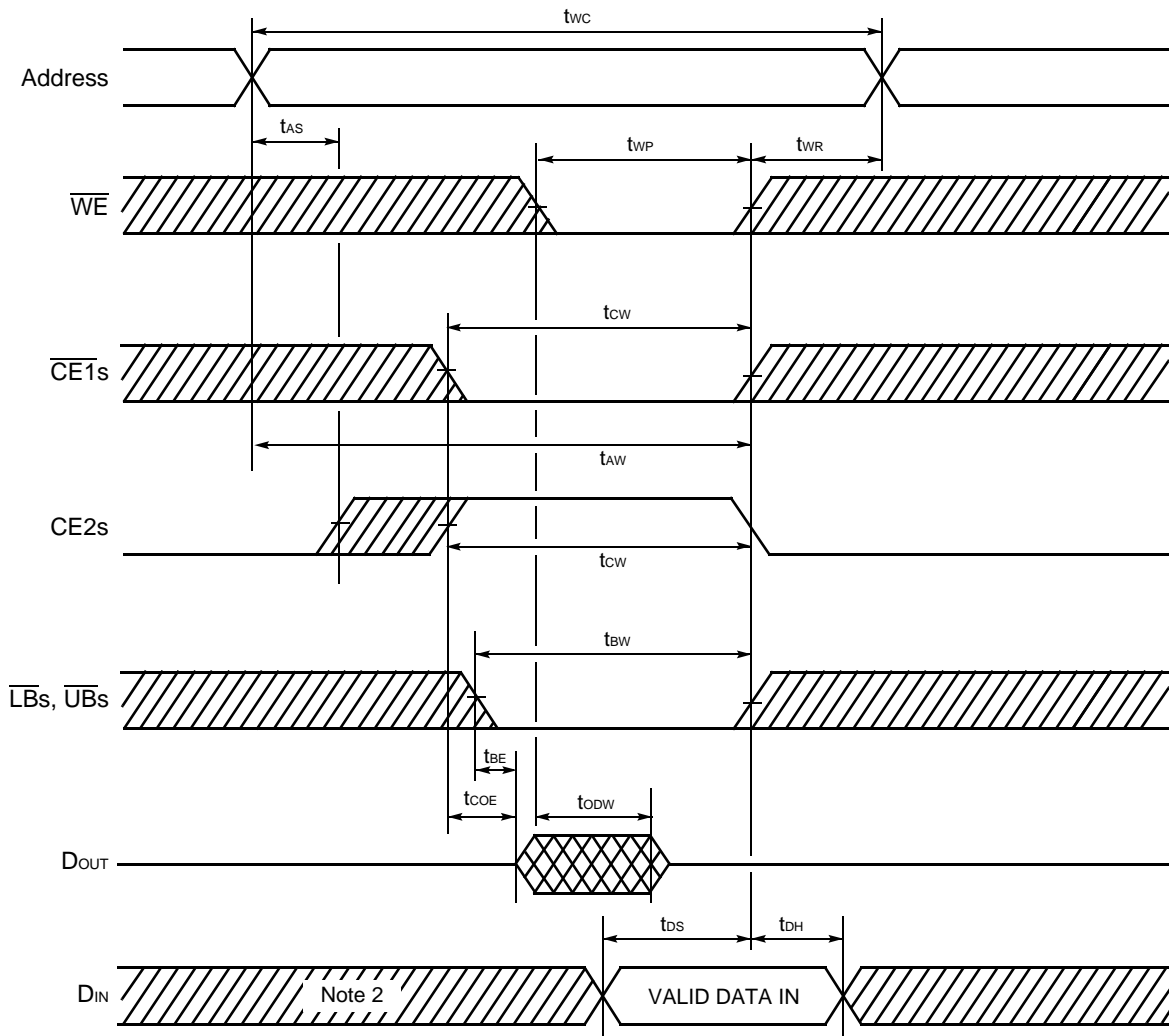 tWC
Address
tAS
tWP
tWR
WE
tCW
CE1s
tAW
CE2s
tCW
tBW
LBs, UBs
tBE
tCOE
tODW
DOUT
tDS
tDH
DIN
Note 2
VALID DATA IN